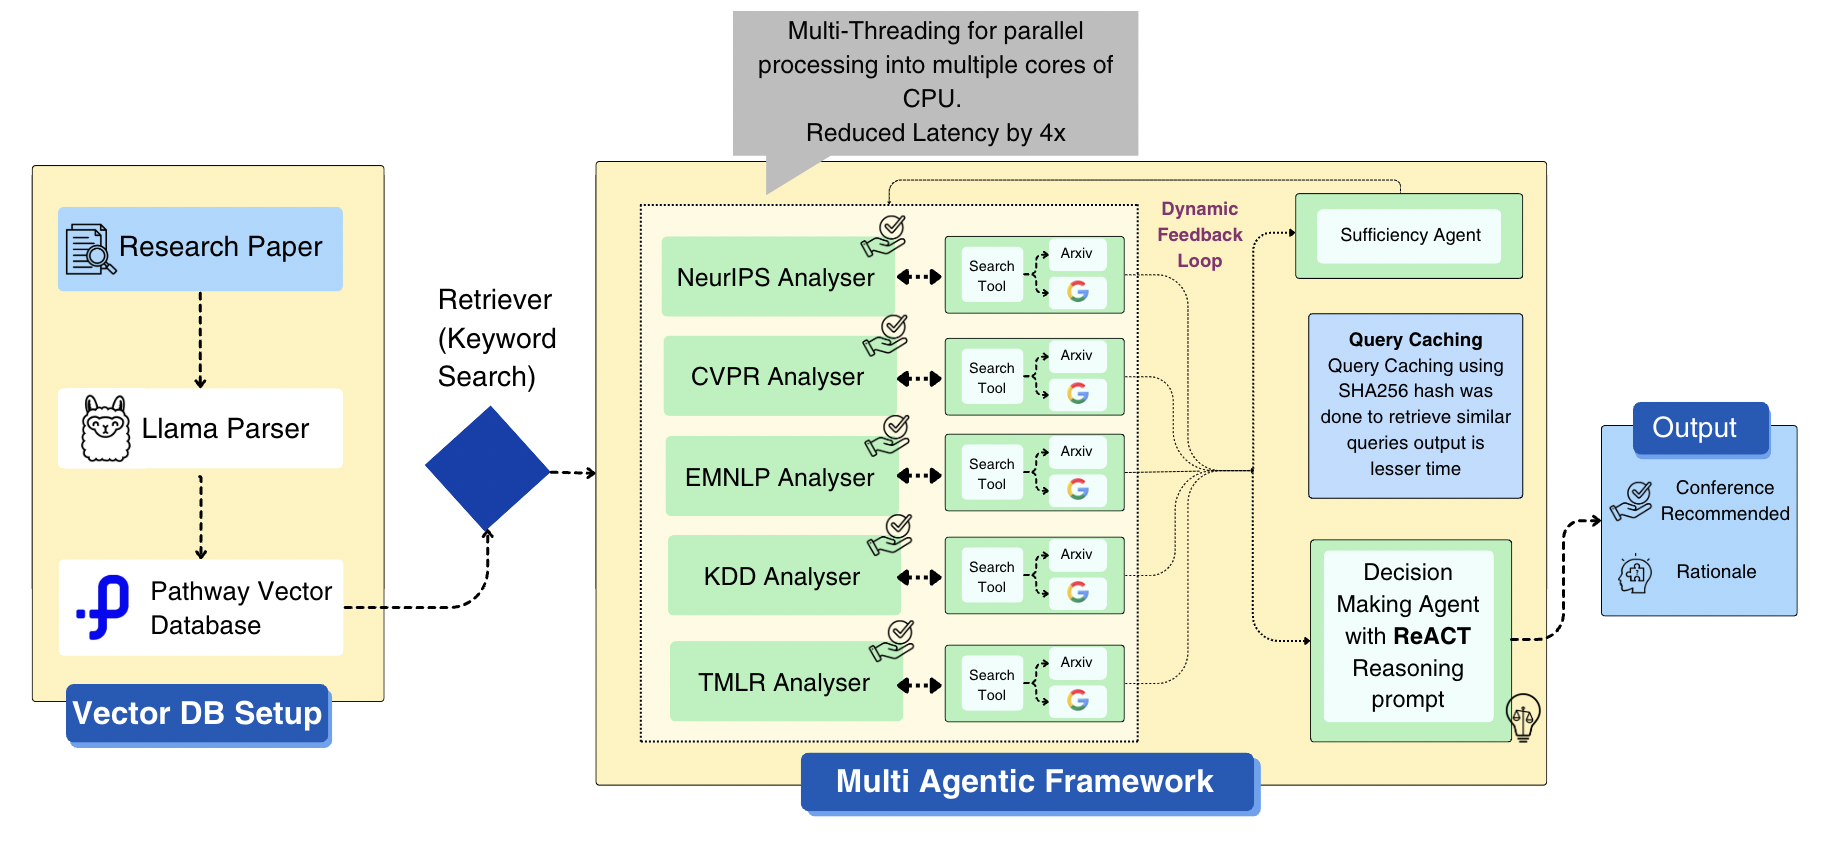 Multi-Threading for parallel
processing into multiple cores of
CPU.
Reduced Latency by 4x
Research Paper
Llama Parser
Pathway Vector
Database
Vector DB Setup
Retriever
(Keyword
Search)
NeurIPS Analyser
Search
Tool
Arxiv
CVPR Analyser
Search
Tool
Arxiv
EMNLP Analyser
Search
Tool
Arxiv
KDD Analyser
Search
Tool
Arxiv
TMLR Analyser
Search
Tool
Arxiv
Dynamic
Feedback
Loop
Sufficiency Agent
Query Caching
Query Caching using
SHA256 hash was
done to retrieve similar
queries output is
lesser time
Decision
Making Agent
with ReACT
Reasoning
prompt
Multi Agentic Framework
Output
Conference
Recommended
Rationale